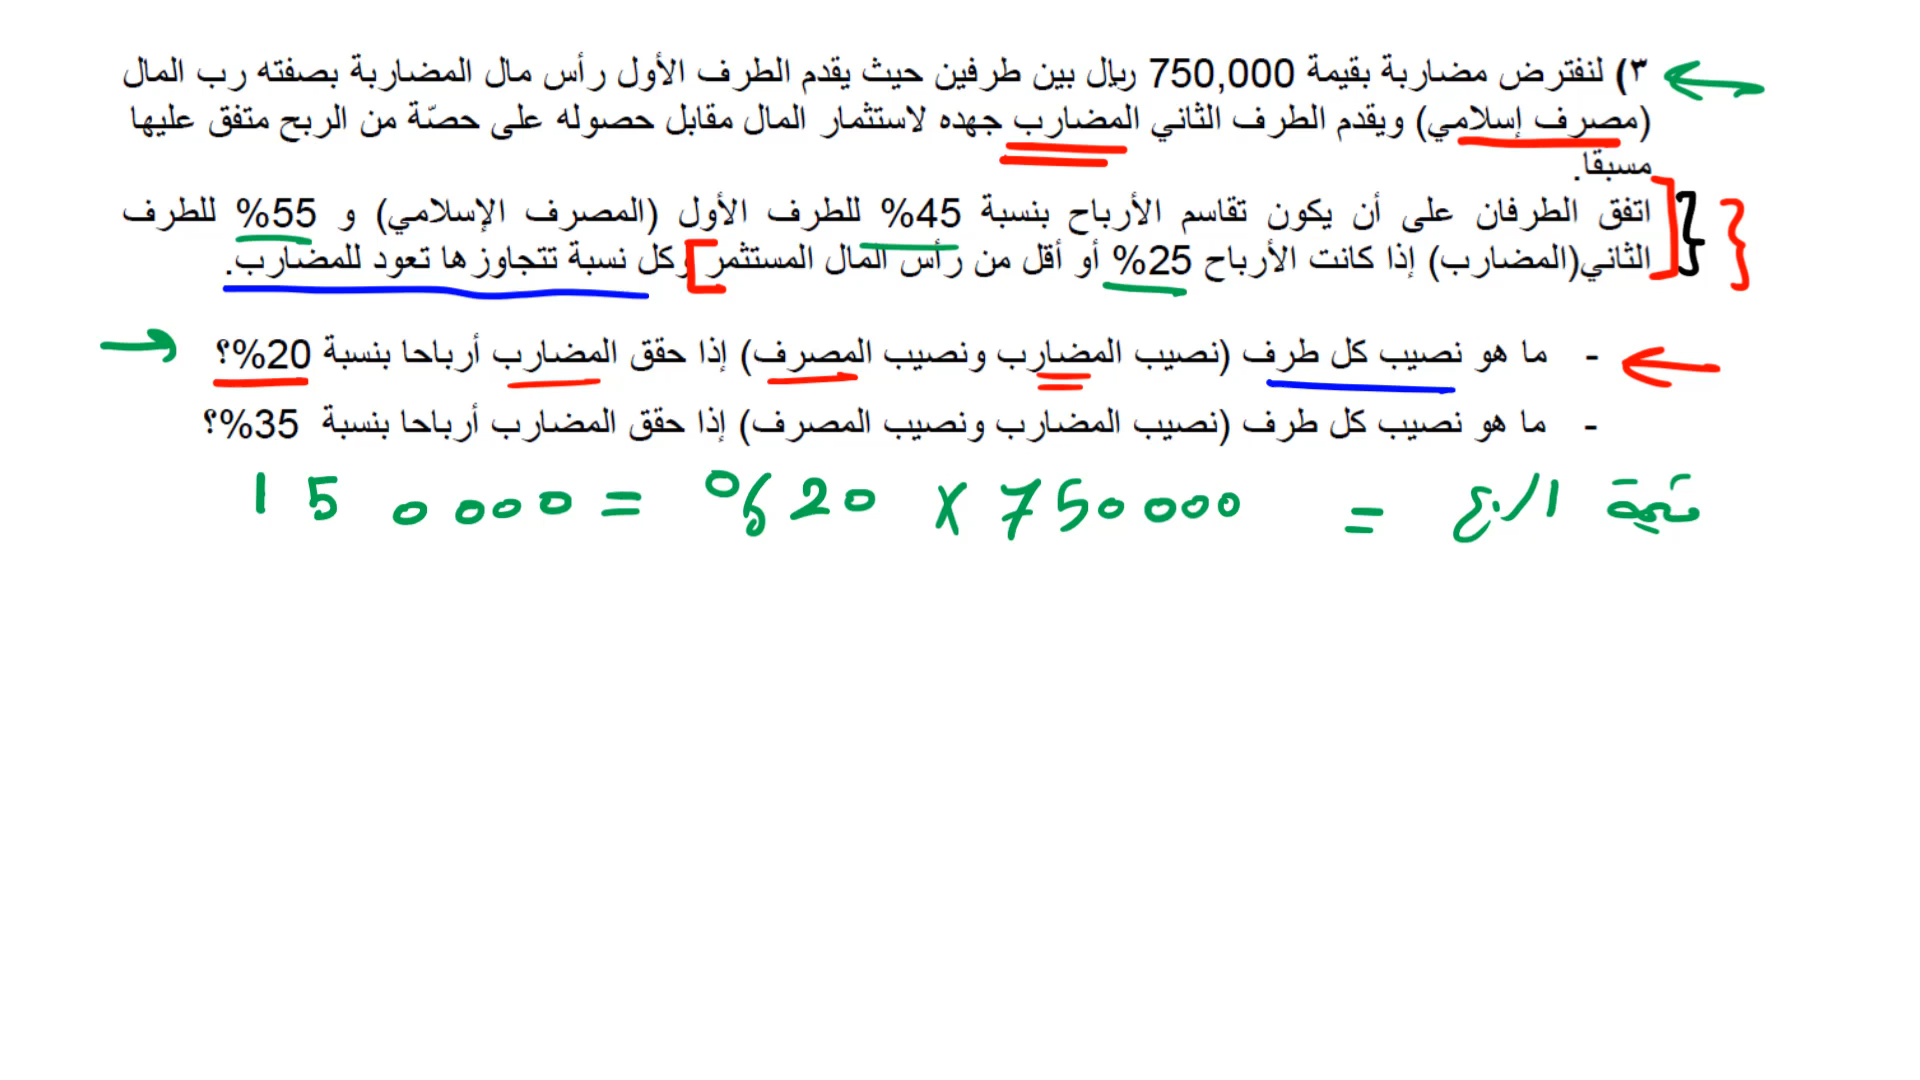 ٣) لنفترض مضاربة بقيمة 750,000 ريال بين طرفين حيث يقدم الطرف الأول رأس مال المضاربة بصفته رب المال
(مصرف إسلامي) ويقدم الطرف الثاني المضارب جهده لاستثمار المال مقابل حصوله على حصّة من الربح متفق عليها
مسبقا.
اتفق الطرفان على أن يكون تقاسم الأرباح بنسبة 45% للطرف الأول (المصرف الإسلامي) و 55% للطرف
الثاني(المضارب) إذا كانت الأرباح 25% أو أقل من رأس المال المستثمر وكل نسبة تتجاوزها تعود للمضارب.
- ما هو نصيب كل طرف (نصيب المضارب ونصيب المصرف) إذا حقق المضارب أرباحا بنسبة 20%؟
- ما هو نصيب كل طرف (نصيب المضارب ونصيب المصرف) إذا حقق المضارب أرباحا بنسبة 35%؟
قيمة الربح = 750000 × 20% = 150000